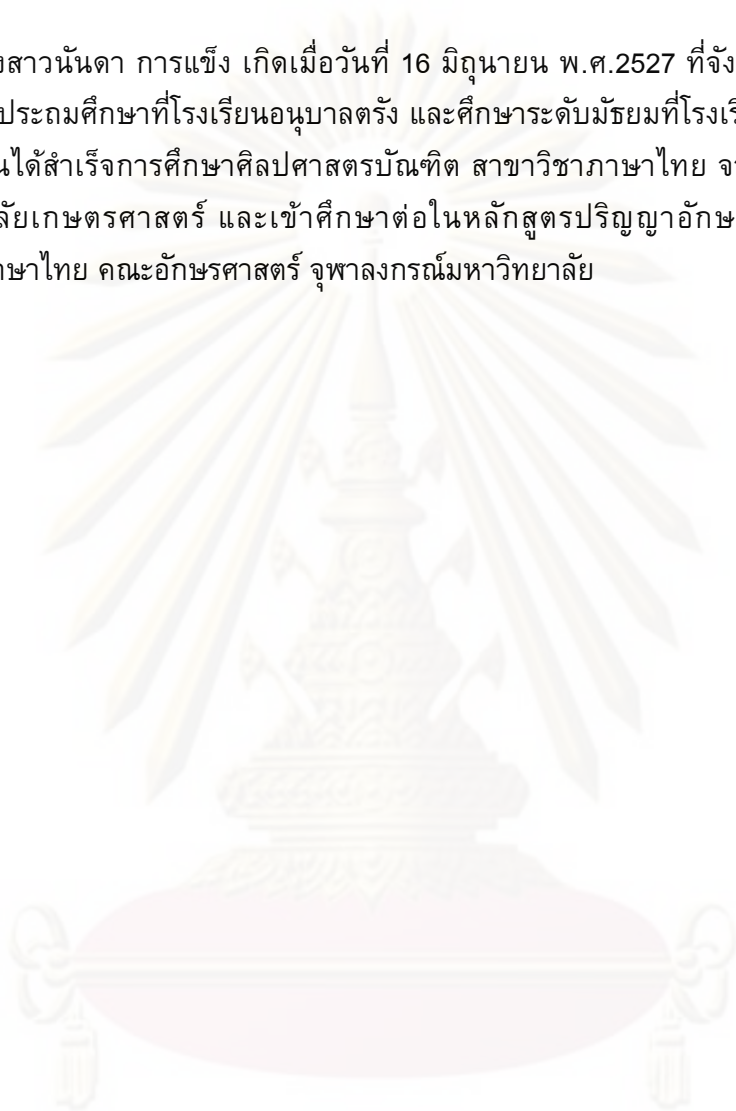 งสาวนันดา การแข็ง เกิดเมื่อวันที่ 16 มิถุนายน พ.ศ.2527 ที่จัง
ประถมศึกษาที่โรงเรียนอนุบาลตรัง และศึกษาระดับมัธยมที่โรงเรี
นได้สำเร็จการศึกษาศิลปศาสตรบัณฑิต สาขาวิชาภาษาไทย จา
ลัยเกษตรศาสตร์ และเข้าศึกษาต่อในหลักสูตรปริญญาอักษ
าษาไทย คณะอักษรศาสตร์ จุฬาลงกรณ์มหาวิทยาลัย